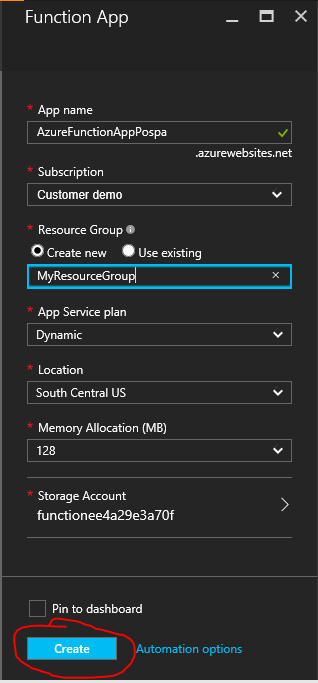 Function App
* App name
AzureFunctionAppPospa
.azurewebsites.net
* Subscription
Customer demo
* Resource Group
Create new Use existing
MyResourceGroup
* App Service plan
Dynamic
* Location
South Central US
* Memory Allocation (MB)
128
* Storage Account
functionee4a29e3a70f
Pin to dashboard
Create Automation options